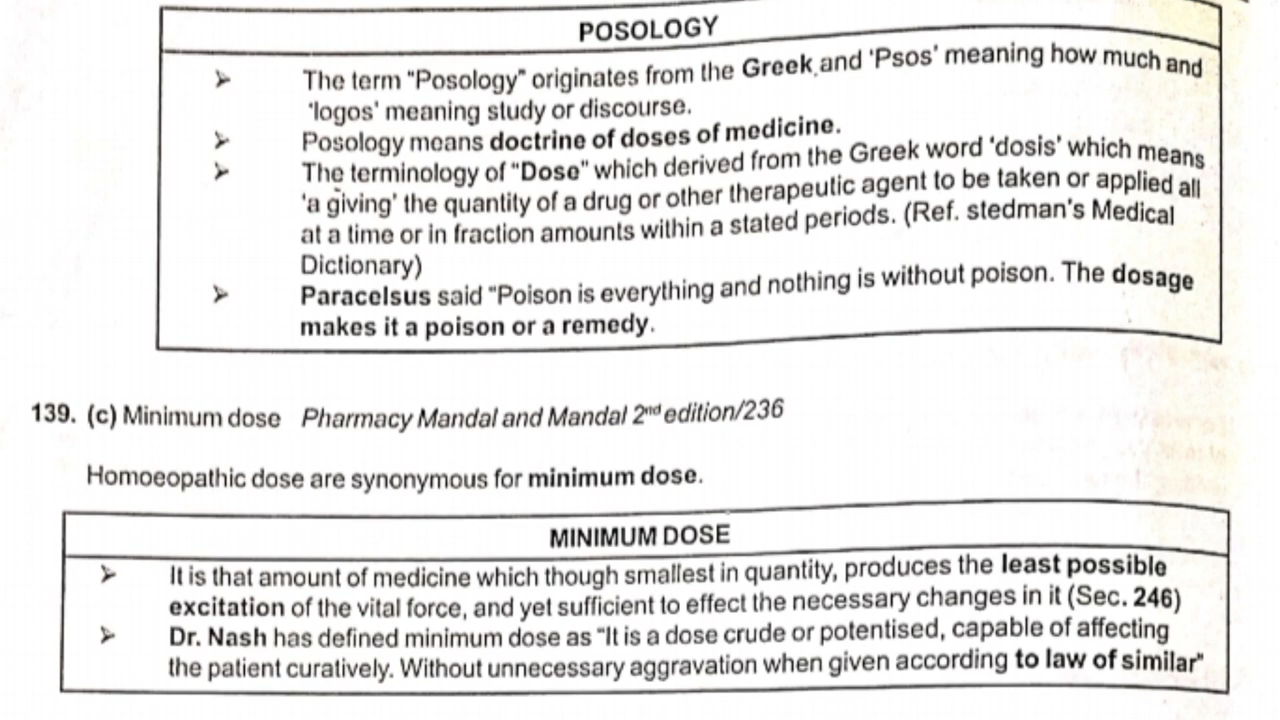 POSOLOGY
➢ The term "Posology" originates from the Greek and 'Psos' meaning how much and
'logos' meaning study or discourse.
➢ Posology means doctrine of doses of medicine.
➢ The terminology of "Dose" which derived from the Greek word 'dosis' which means
'a giving' the quantity of a drug or other therapeutic agent to be taken or applied all
at a time or in fraction amounts within a stated periods. (Ref. stedman's Medical
Dictionary)
➢ Paracelsus said "Poison is everything and nothing is without poison. The dosage
makes it a poison or a remedy.
139. (c) Minimum dose Pharmacy Mandal and Mandal 2nd edition/236
Homoeopathic dose are synonymous for minimum dose.
MINIMUM DOSE
➢ It is that amount of medicine which though smallest in quantity, produces the least possible
excitation of the vital force, and yet sufficient to effect the necessary changes in it (Sec. 246)
➢ Dr. Nash has defined minimum dose as "It is a dose crude or potentised, capable of affecting
the patient curatively. Without unnecessary aggravation when given according to law of similar"